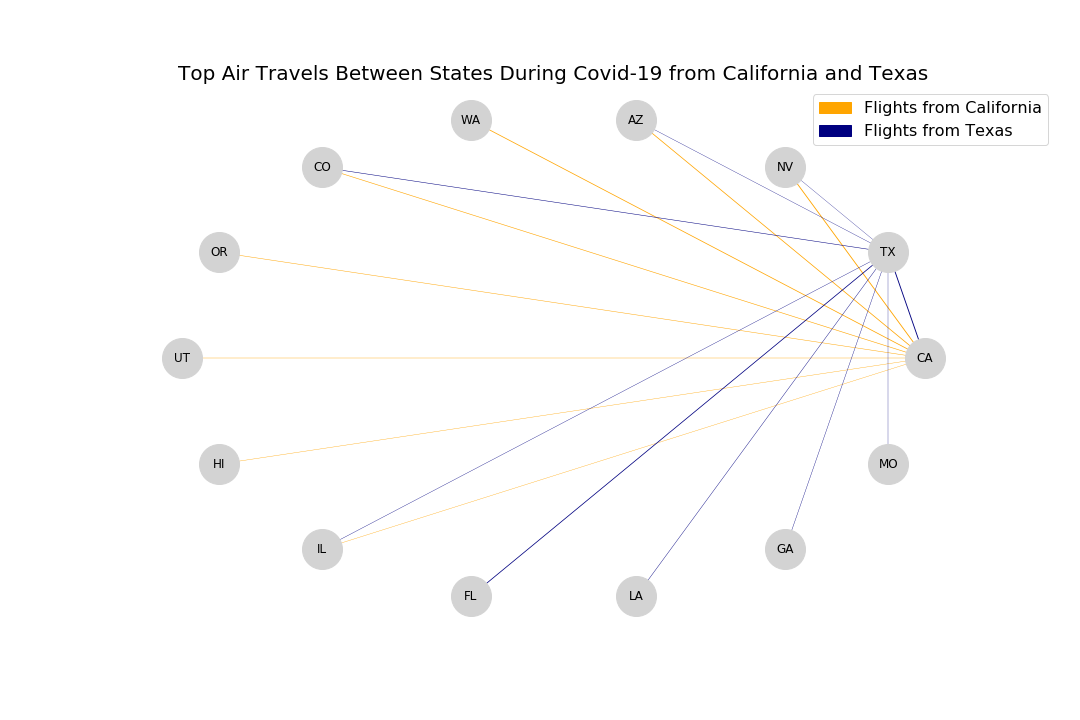 Top Air Travels Between States During Covid-19 from California and Texas
Flights from California
Flights from Texas
WA
AZ
CO
NV
OR
TX
UT
CA
HI
MO
IL
GA
FL
LA